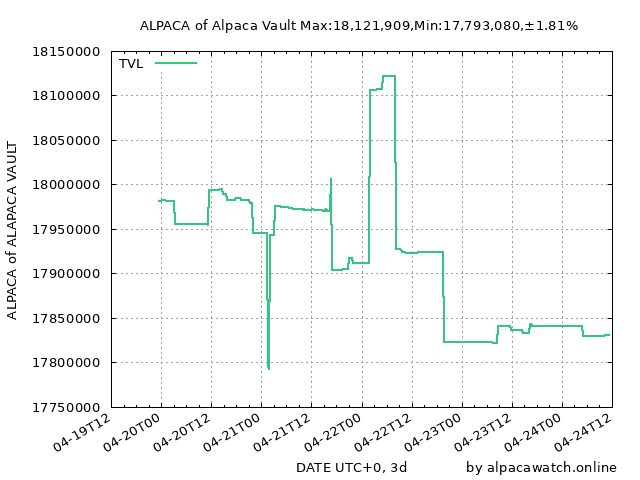 ALPACA of Alpaca Vault Max:18,121,909,Min:17,793,080,±1.81%
TVL
ALPACA of ALAPACA VAULT
18150000
18100000
18050000
18000000
17950000
17900000
17850000
17800000
17750000
04-19T12
04-20T00
04-20T12
04-21T00
04-21T12
04-22T00
04-22T12
04-23T00
04-23T12
04-24T00
04-24T12
DATE UTC+0, 3d
by alpacawatch.online